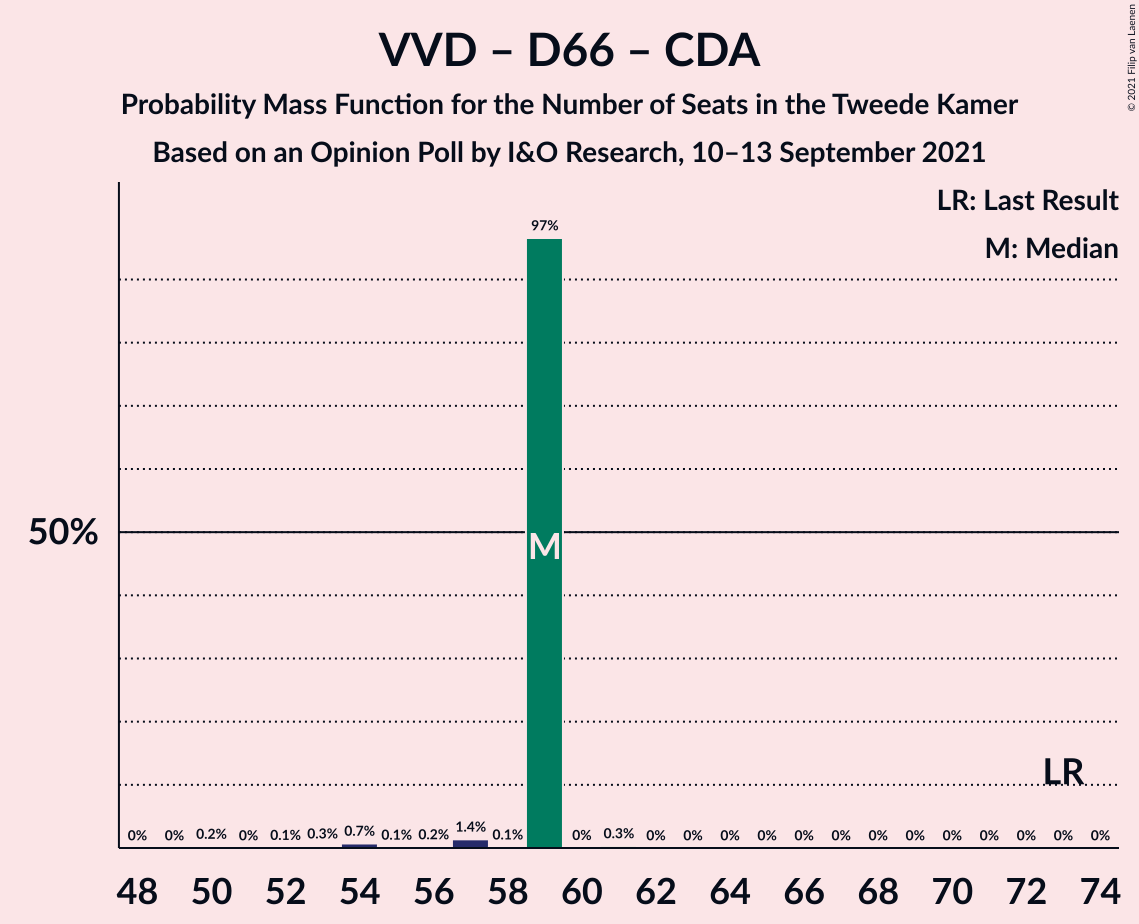 VVD – D66 – CDA
Probability Mass Function for the Number of Seats in the Tweede Kamer
Based on an Opinion Poll by I&O Research, 10–13 September 2021
© 2021 Filip van Laenen
LR: Last Result
M: Median
97%
50%
M
LR
0% 0% 0.2% 0% 0.1% 0.3% 0.7% 0.1% 0.2% 1.4% 0.1% 0% 0.3% 0% 0% 0% 0% 0% 0% 0% 0% 0% 0% 0% 0% 0%
48 50 52 54 56 58 60 62 64 66 68 70 72 74